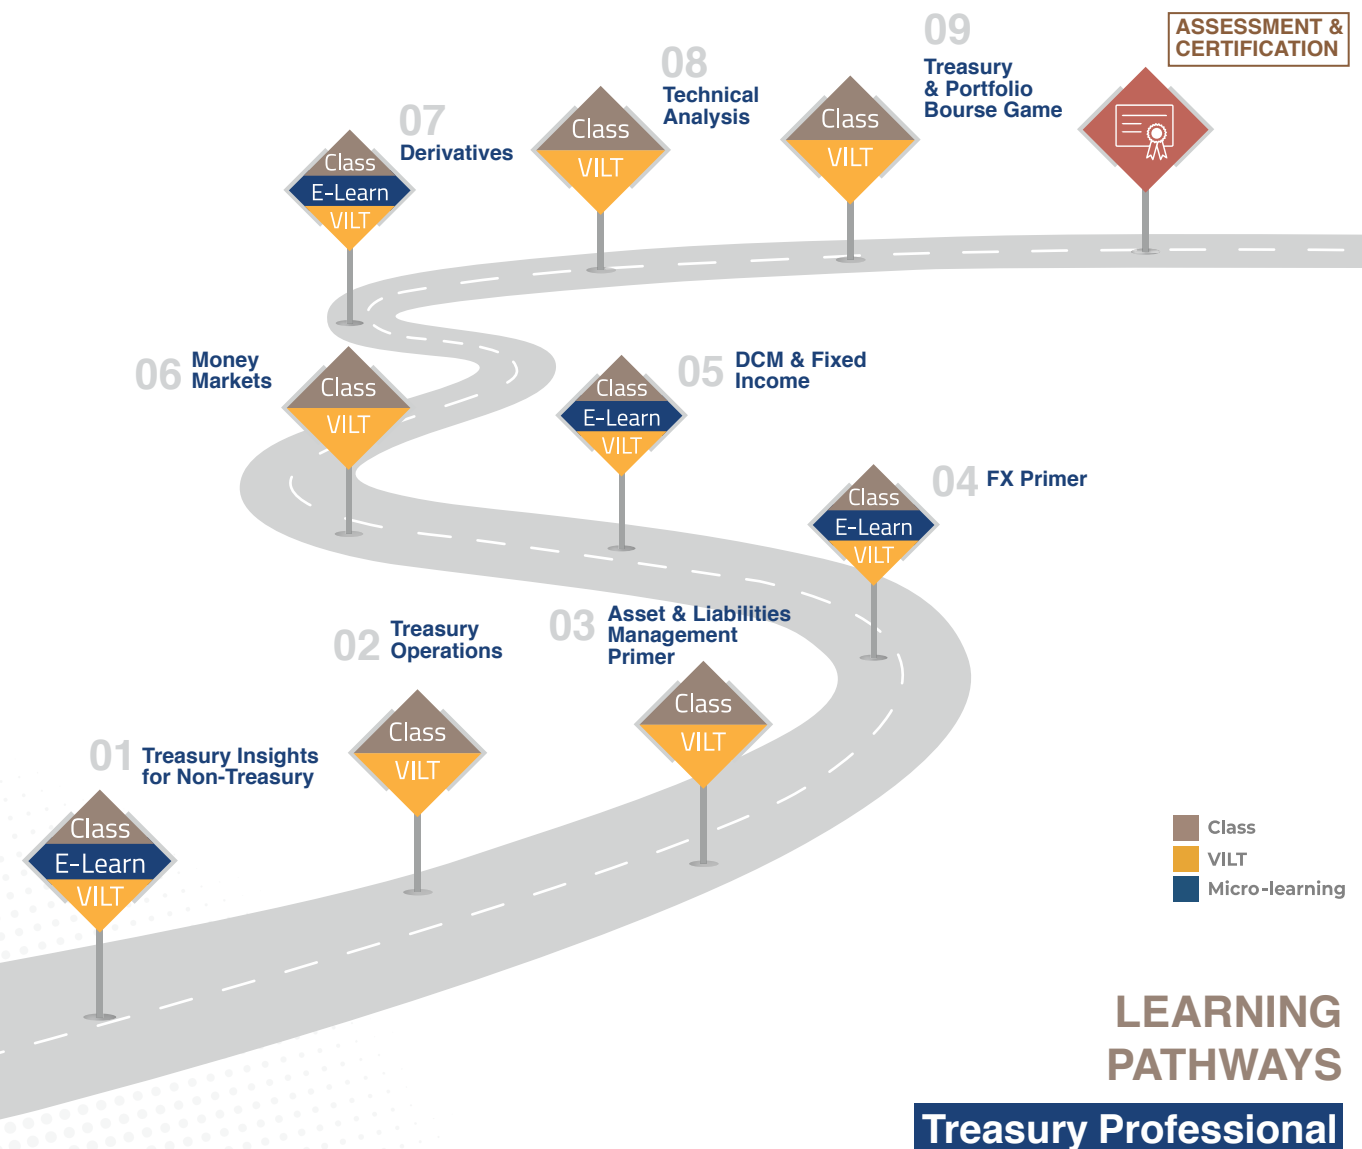 ASSESSMENT &
CERTIFICATION
09
Treasury
& Portfolio
Bourse Game
Class
VILT
08
Technical
Analysis
Class
VILT
07
Derivatives
Class
E-Learn
VILT
06
Money
Markets
Class
VILT
05
DCM & Fixed
Income
Class
E-Learn
VILT
04
FX Primer
Class
E-Learn
VILT
03
Asset & Liabilities
Management
Primer
Class
VILT
02
Treasury
Operations
Class
VILT
01
Treasury Insights
for Non-Treasury
Class
E-Learn
VILT
Class
VILT
Micro-learning
LEARNING
PATHWAYS
Treasury Professional